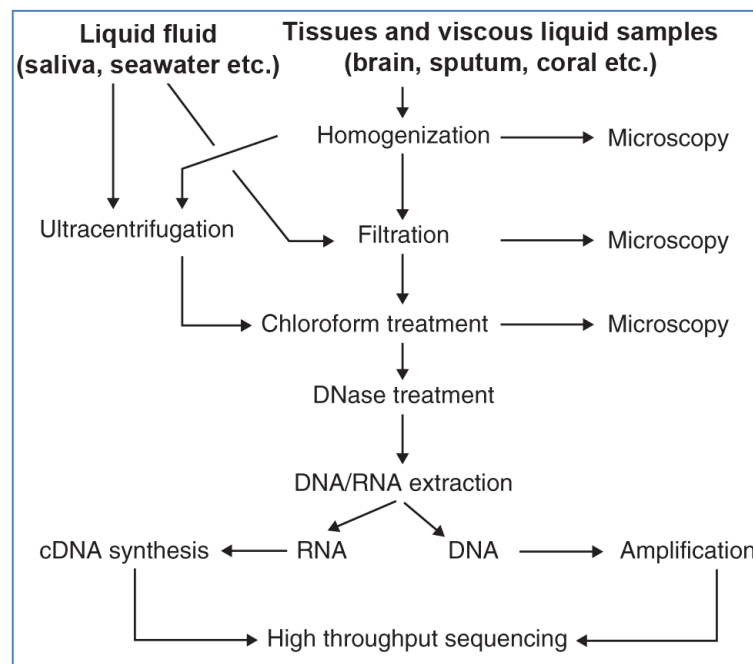 Liquid fluid
(saliva, seawater etc.)
Tissues and viscous liquid samples
(brain, sputum, coral etc.)
Homogenization
Microscopy
Ultracentrifugation
Filtration
Microscopy
Chloroform treatment
Microscopy
DNase treatment
DNA/RNA extraction
cDNA synthesis
RNA
DNA
Amplification
High throughput sequencing